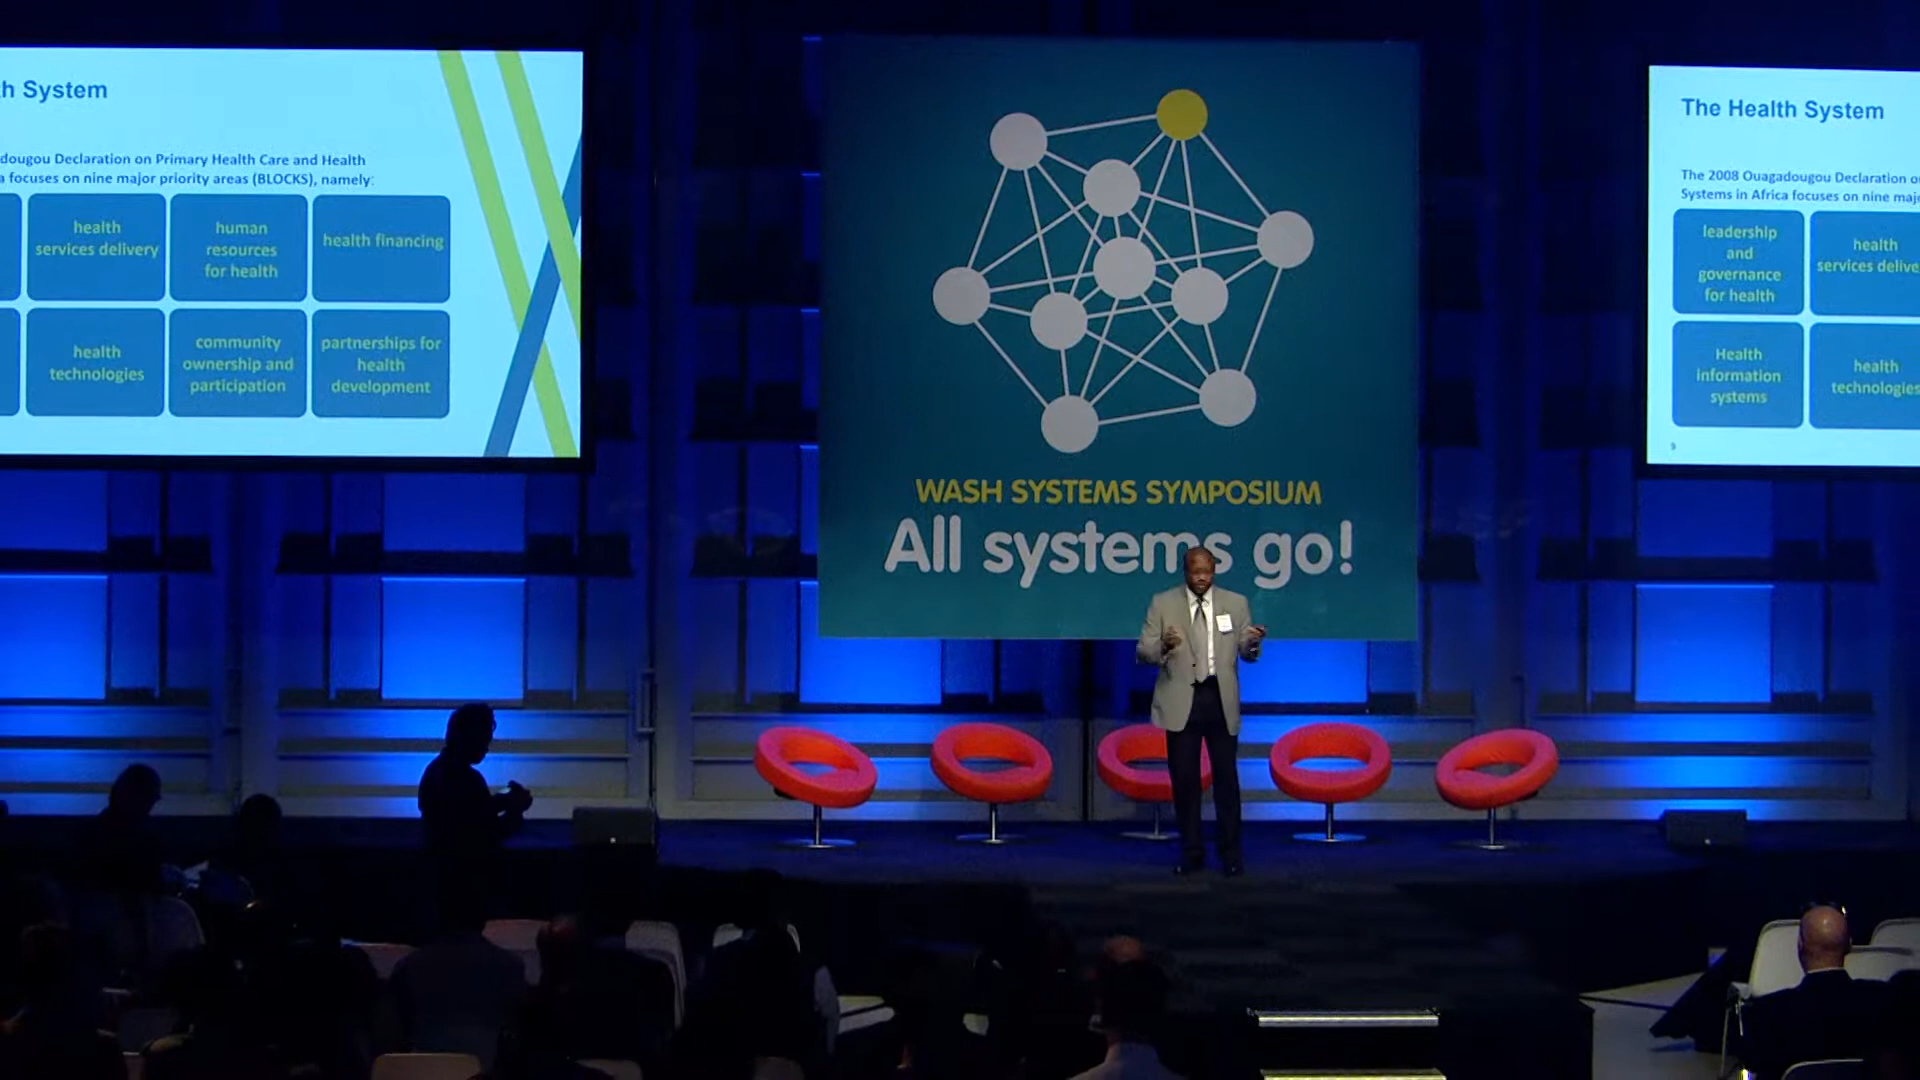 th System
dougou Declaration on Primary Health Care and Health
a focuses on nine major priority areas (BLOCKS), namely:
health
services delivery
human
resources
for health
health financing
health
technologies
community
ownership and
participation
partnerships for
health
development
WASH SYSTEMS SYMPOSIUM
All systems go!
The Health System
The 2008 Ouagadougou Declaration o
Systems in Africa focuses on nine maj
leadership
and
governance
for health
health
services delive
Health
information
systems
health
technologies
9